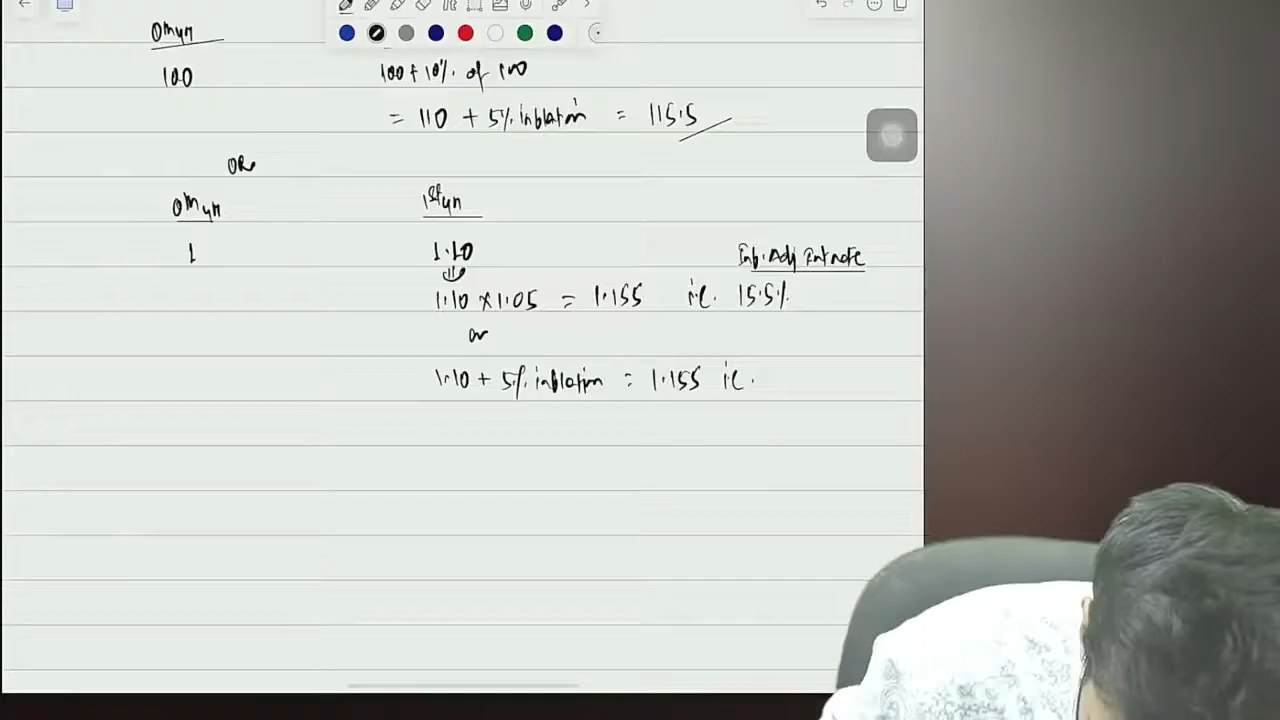 0th yr
100 100 + 10% of 100
= 110 + 5% inflation = 115.5
OR
0th yr 1st yr
1 1.10
Inf. Adj Int rate
1.10 × 1.05 = 1.155 i.e. 15.5%
or
1.10 + 5% inflation = 1.155 i.e.